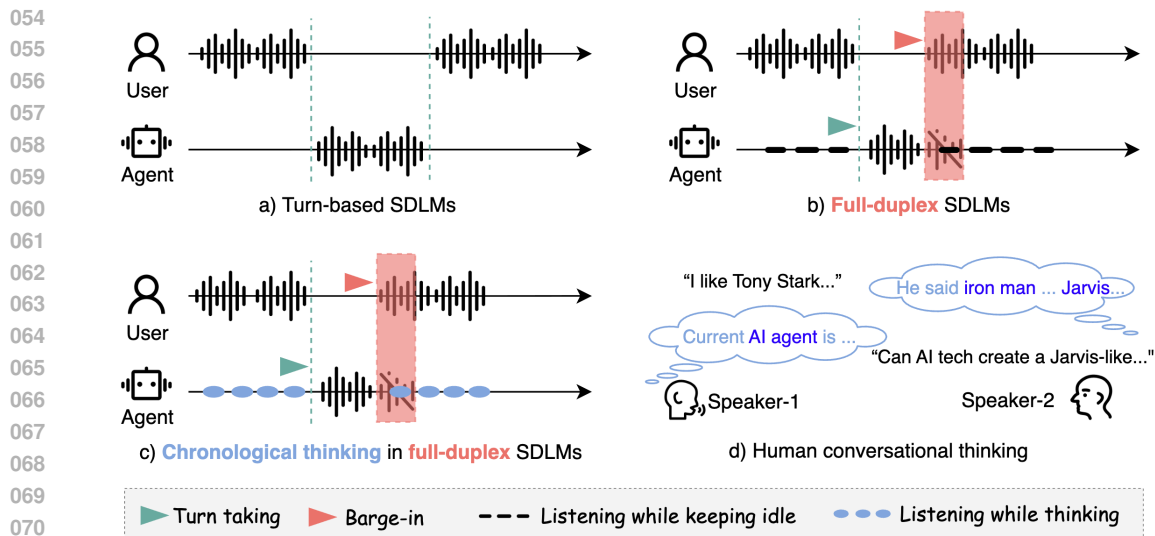 054
055
056
057
058
059
060
061
062
063
064
065
066
067
068
069
070
User
Agent
a) Turn-based SDLMs
User
Agent
b) Full-duplex SDLMs
User
Agent
c) Chronological thinking in full-duplex SDLMs
“I like Tony Stark...”
He said iron man ... Jarvis...
Current AI agent is ...
“Can AI tech create a Jarvis-like..."
Speaker-1
Speaker-2
d) Human conversational thinking
Turn taking
Barge-in
Listening while keeping idle
Listening while thinking